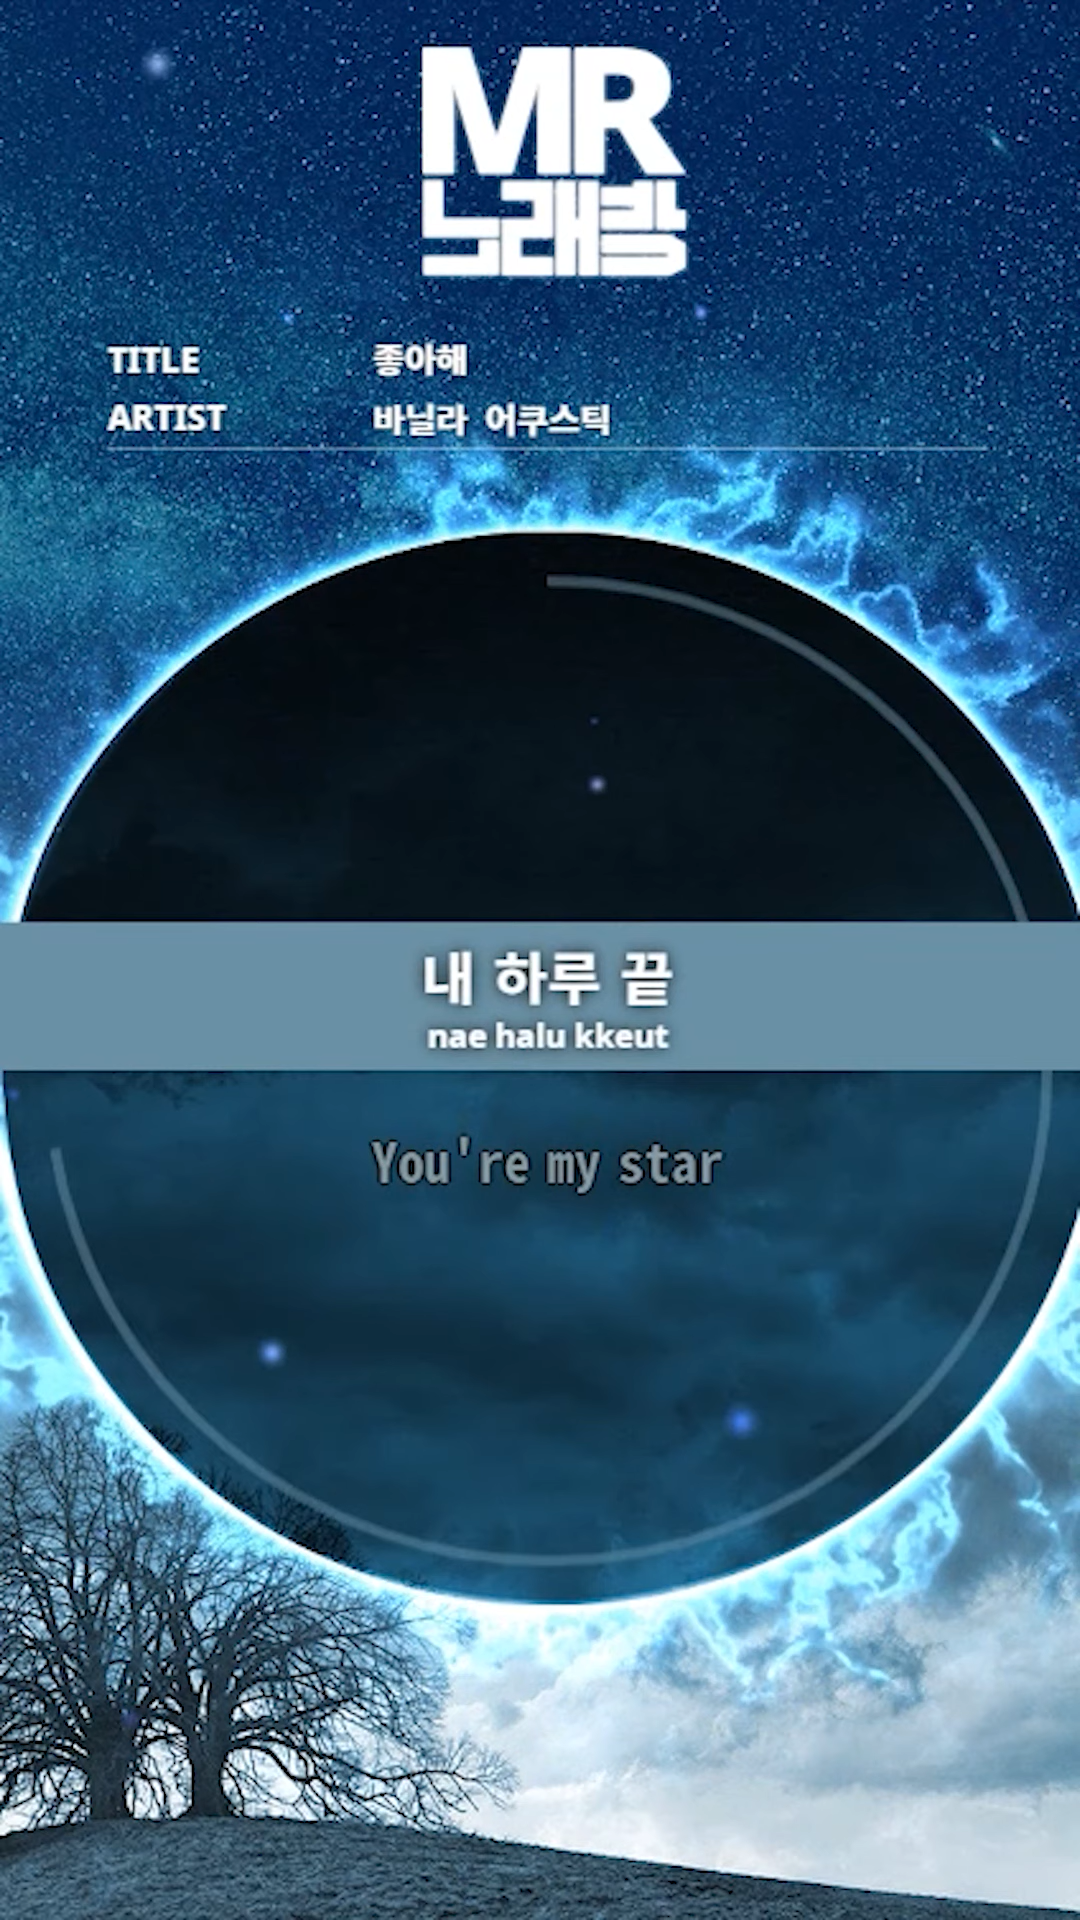 MR
노래방
TITLE 좋아해
ARTIST 바닐라 어쿠스틱
내 하루 끝
nae halu kkeut
You're my star